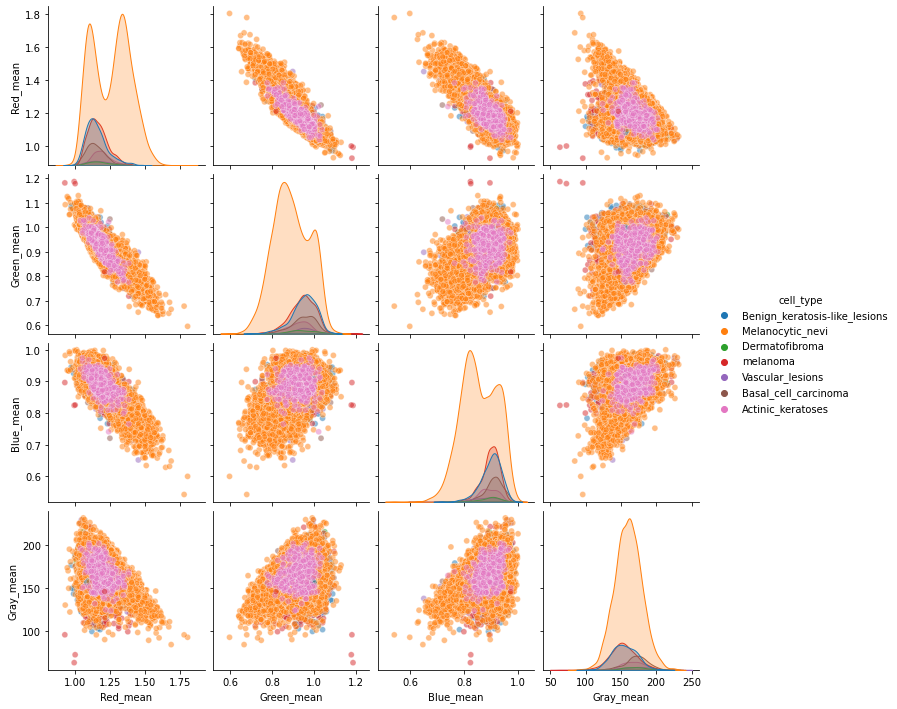 1.8
1.6
1.4
1.2
1.0
Red_mean
1.2
1.1
1.0
0.9
0.8
0.7
0.6
Green_mean
1.0
0.9
0.8
0.7
0.6
Blue_mean
200
150
100
Gray_mean
1.00 1.25 1.50 1.75
Red_mean
0.6 0.8 1.0 1.2
Green_mean
0.6 0.8 1.0
Blue_mean
50 100 150 200 250
Gray_mean
cell_type
Benign_keratosis-like_lesions
Melanocytic_nevi
Dermatofibroma
melanoma
Vascular_lesions
Basal_cell_carcinoma
Actinic_keratoses